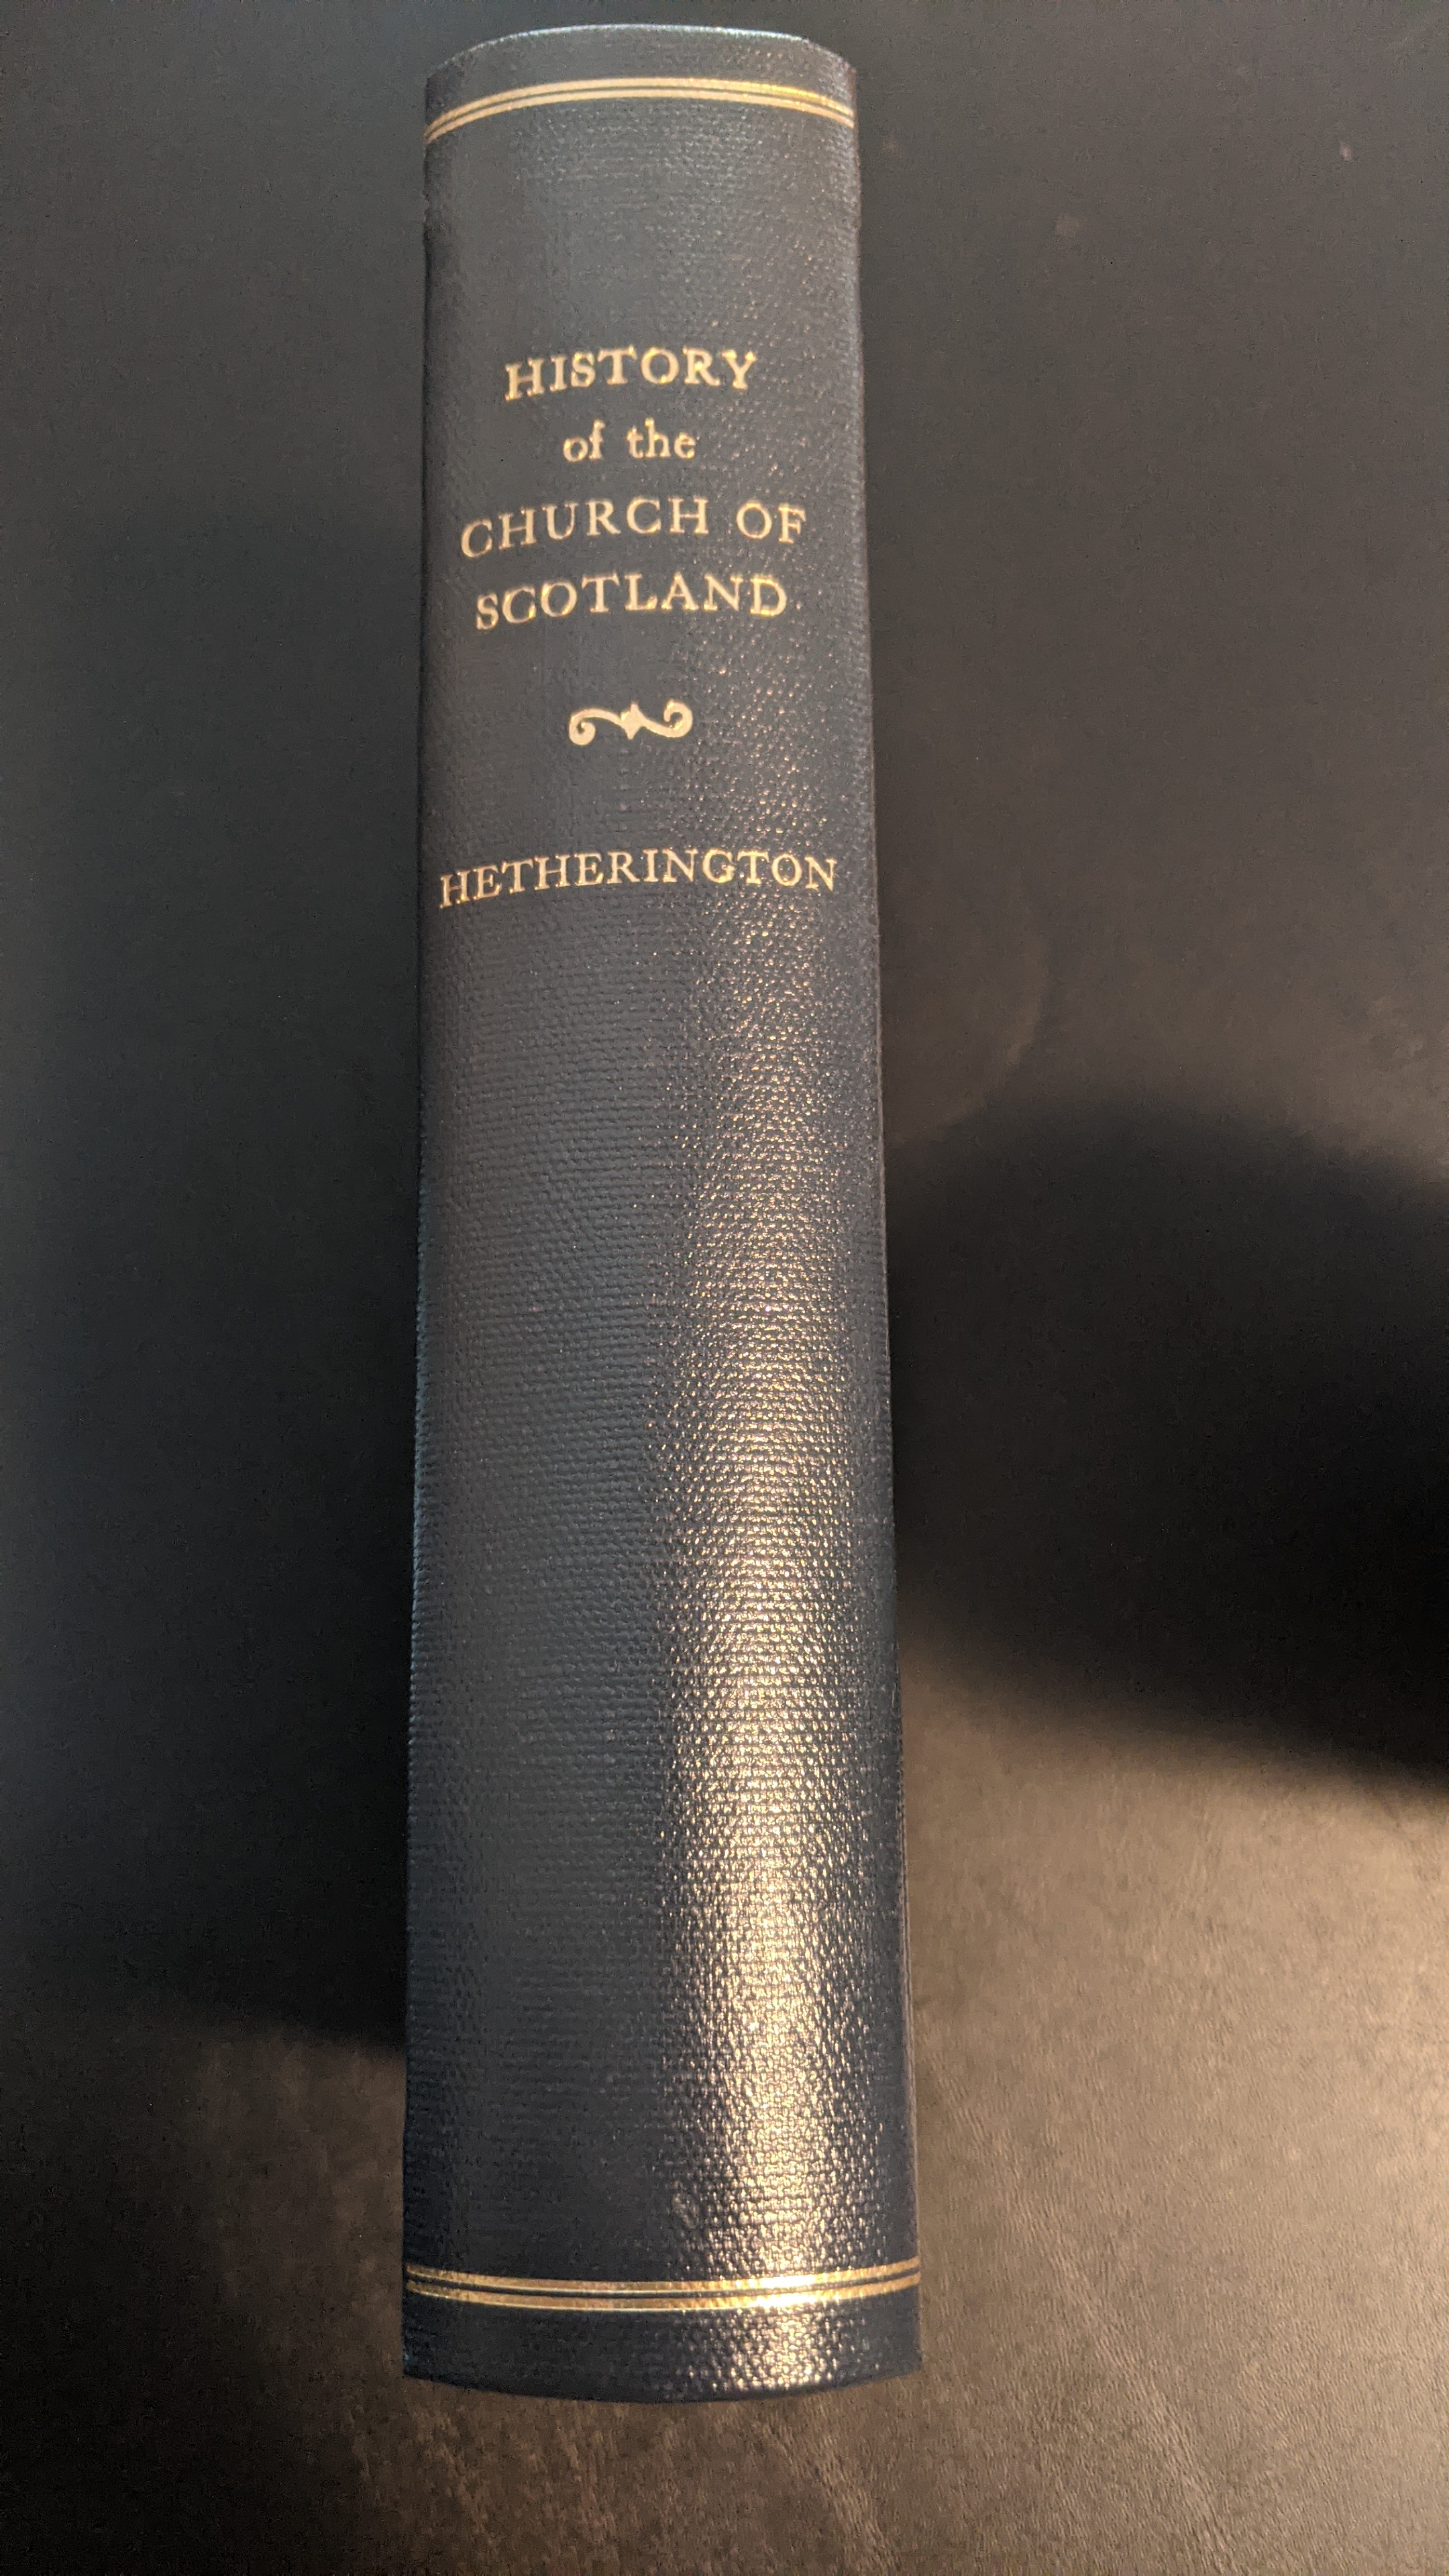 HISTORY
of the
CHURCH OF
SCOTLAND
HETHERINGTON